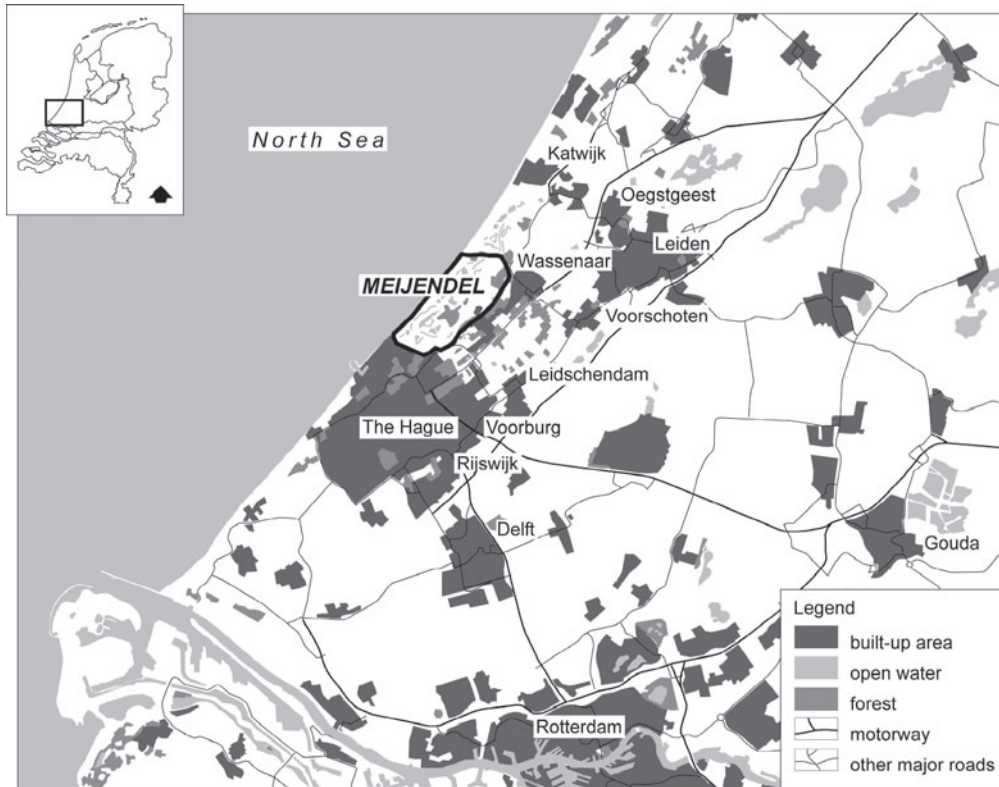 North Sea
Katwijk
Oegstgeest
Leiden
Wassenaar
MEIJENDEL
Voorschoten
Leidschendam
The Hague
Voorburg
Rijswijk
Delft
Gouda
Rotterdam
Legend
built-up area
open water
forest
motorway
other major roads